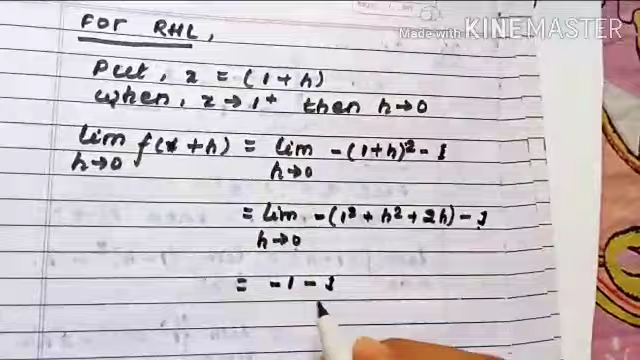 Made with KINEMASTER
FOR RHL,
Put, x = (1+h)
when, x→1⁺ then h→0
lim f(1+h) = lim -(1+h)²-1
h→0 h→0
= lim -(1²+h²+2h)-1
h→0
= -1-1